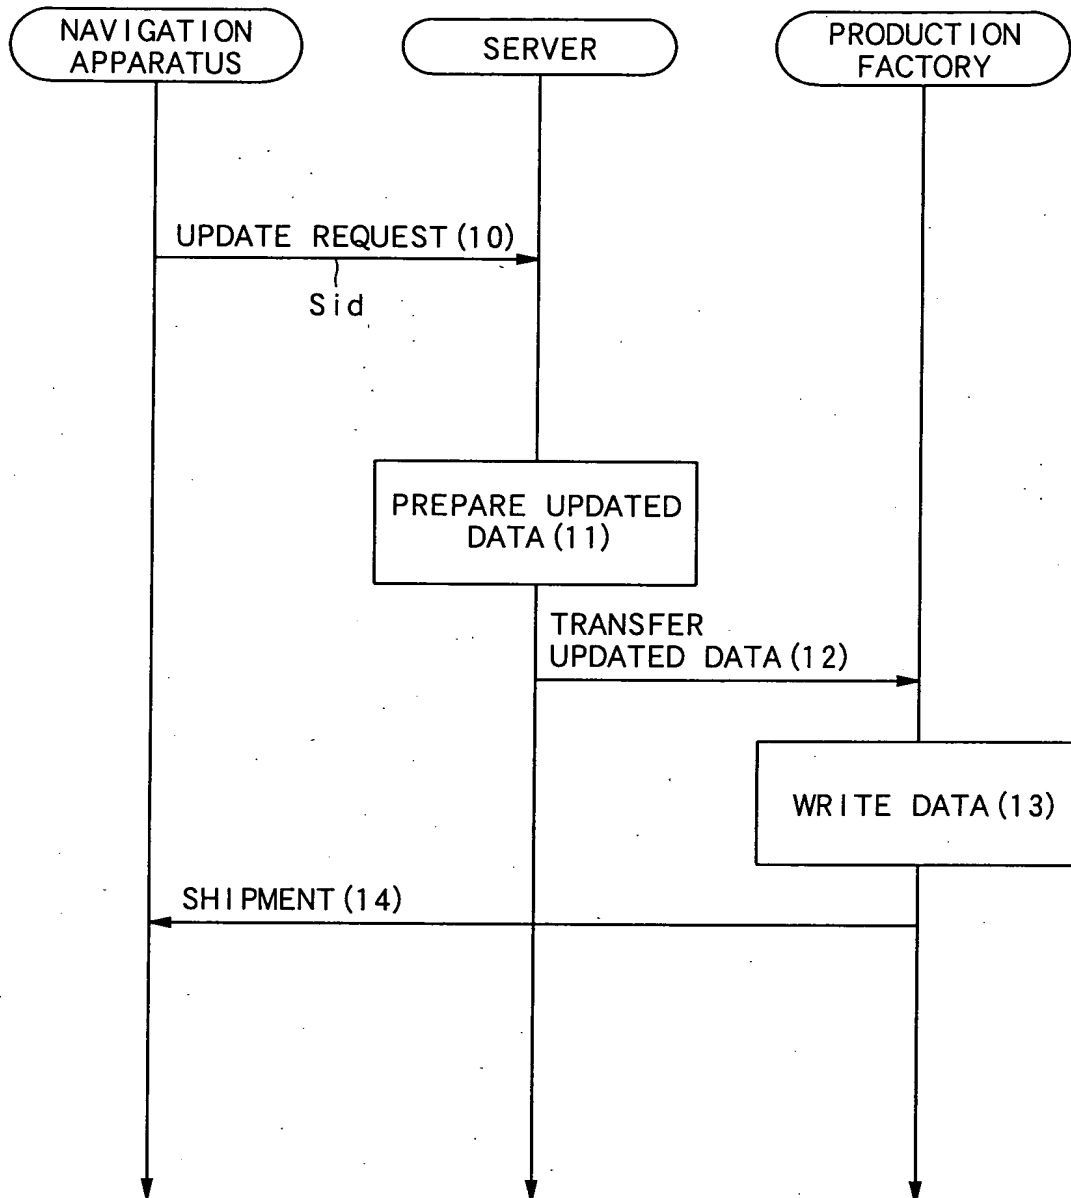 NAVIGATION
APPARATUS
SERVER
PRODUCTION
FACTORY
UPDATE REQUEST(10)
Sid
PREPARE UPDATED
DATA(11)
TRANSFER
UPDATED DATA(12)
WRITE DATA(13)
SHIPMENT(14)